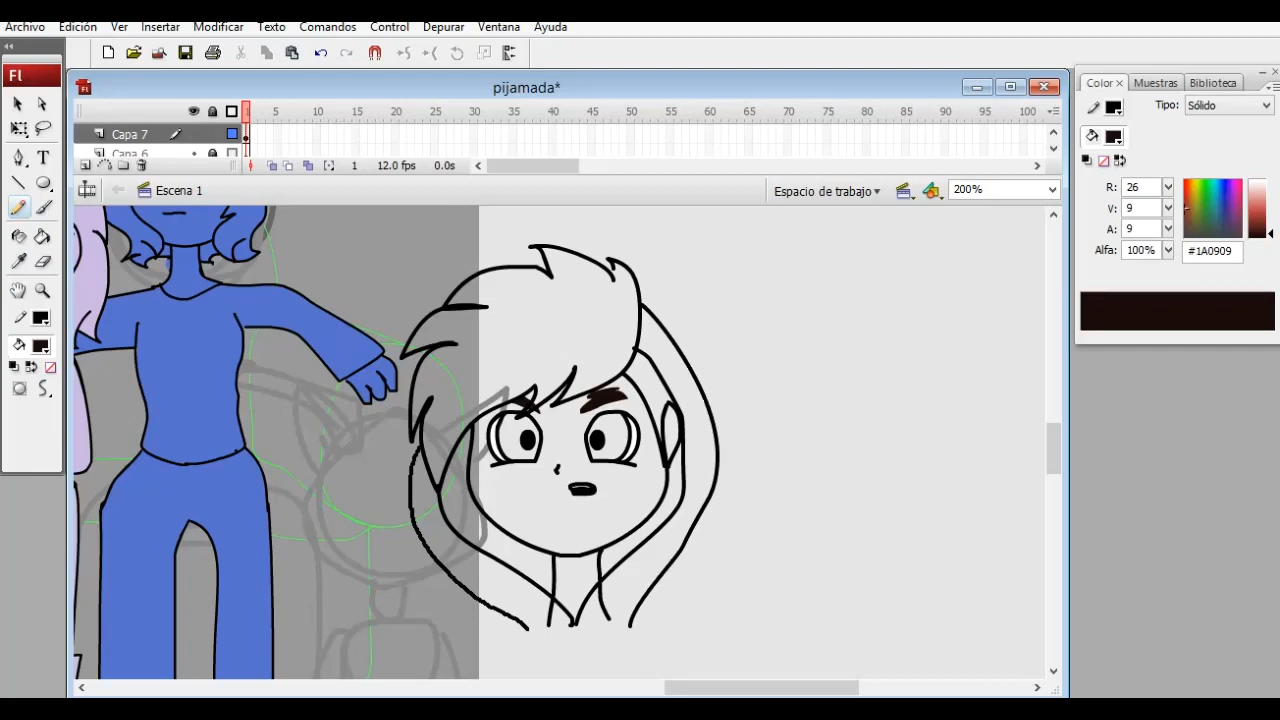 Archivo Edición Ver Insertar Modificar Texto Comandos Control Depurar Ventana Ayuda
Fl
pijamada*
Color Muestras Biblioteca
Tipo: Sólido
5 10 15 20 25 30 35 40 45 50 55 60 65 70 75 80 85 90 95 100
Capa 7
Capa 6
1 12.0 fps 0.0s
Escena 1 Espacio de trabajo 200%
R: 26
V: 9
A: 9
Alfa: 100% #1A0909